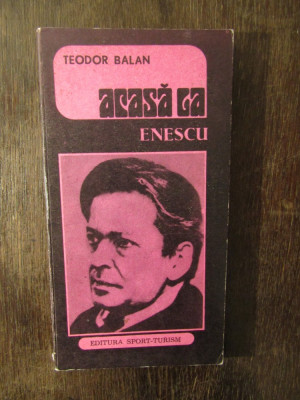 TEODOR BALAN
acasă la
ENESCU
EDITURA SPORT-TURISM